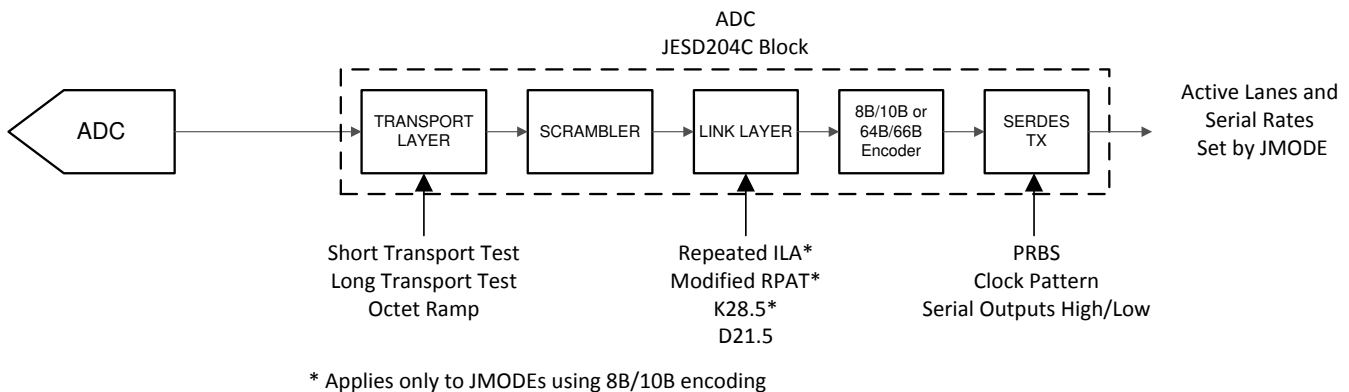 ADC
JESD204C Block
ADC
TRANSPORT
LAYER
SCRAMBLER
LINK LAYER
8B/10B or
64B/66B
Encoder
SERDES
TX
Active Lanes and
Serial Rates
Set by JMODE
Short Transport Test
Long Transport Test
Octet Ramp
Repeated ILA*
Modified RPAT*
K28.5*
D21.5
PRBS
Clock Pattern
Serial Outputs High/Low
* Applies only to JMODEs using 8B/10B encoding